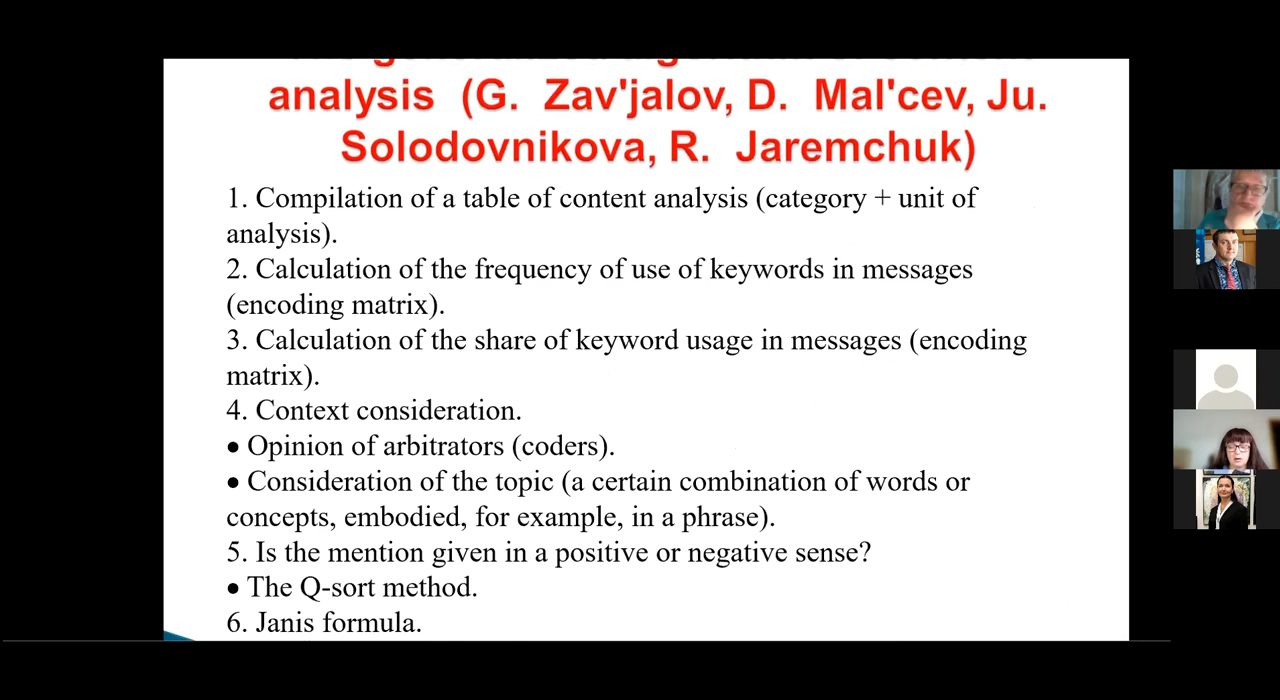 analysis (G. Zav'jalov, D. Mal'cev, Ju.
Solodovnikova, R. Jaremchuk)
1. Compilation of a table of content analysis (category + unit of
analysis).
2. Calculation of the frequency of use of keywords in messages
(encoding matrix).
3. Calculation of the share of keyword usage in messages (encoding
matrix).
4. Context consideration.
• Opinion of arbitrators (coders).
• Consideration of the topic (a certain combination of words or
concepts, embodied, for example, in a phrase).
5. Is the mention given in a positive or negative sense?
• The Q-sort method.
6. Janis formula.